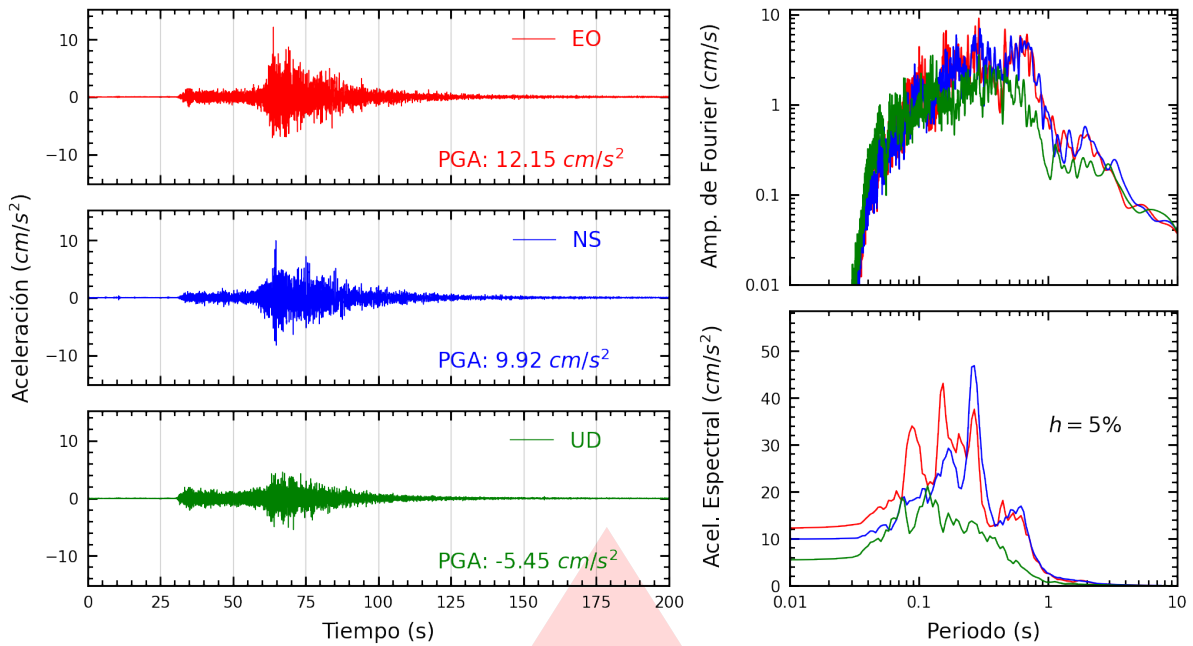 Aceleración (cm/s²)
10
0
−10
EO
PGA: 12.15 cm/s²
10
0
−10
NS
PGA: 9.92 cm/s²
10
0
−10
UD
PGA: -5.45 cm/s²
0 25 50 75 100 125 150 175 200
Tiempo (s)
Amp. de Fourier (cm/s)
10
1
0.1
0.01
Acel. Espectral (cm/s²)
50
40
30
20
10
0
h = 5%
0.01 0.1 1 10
Periodo (s)